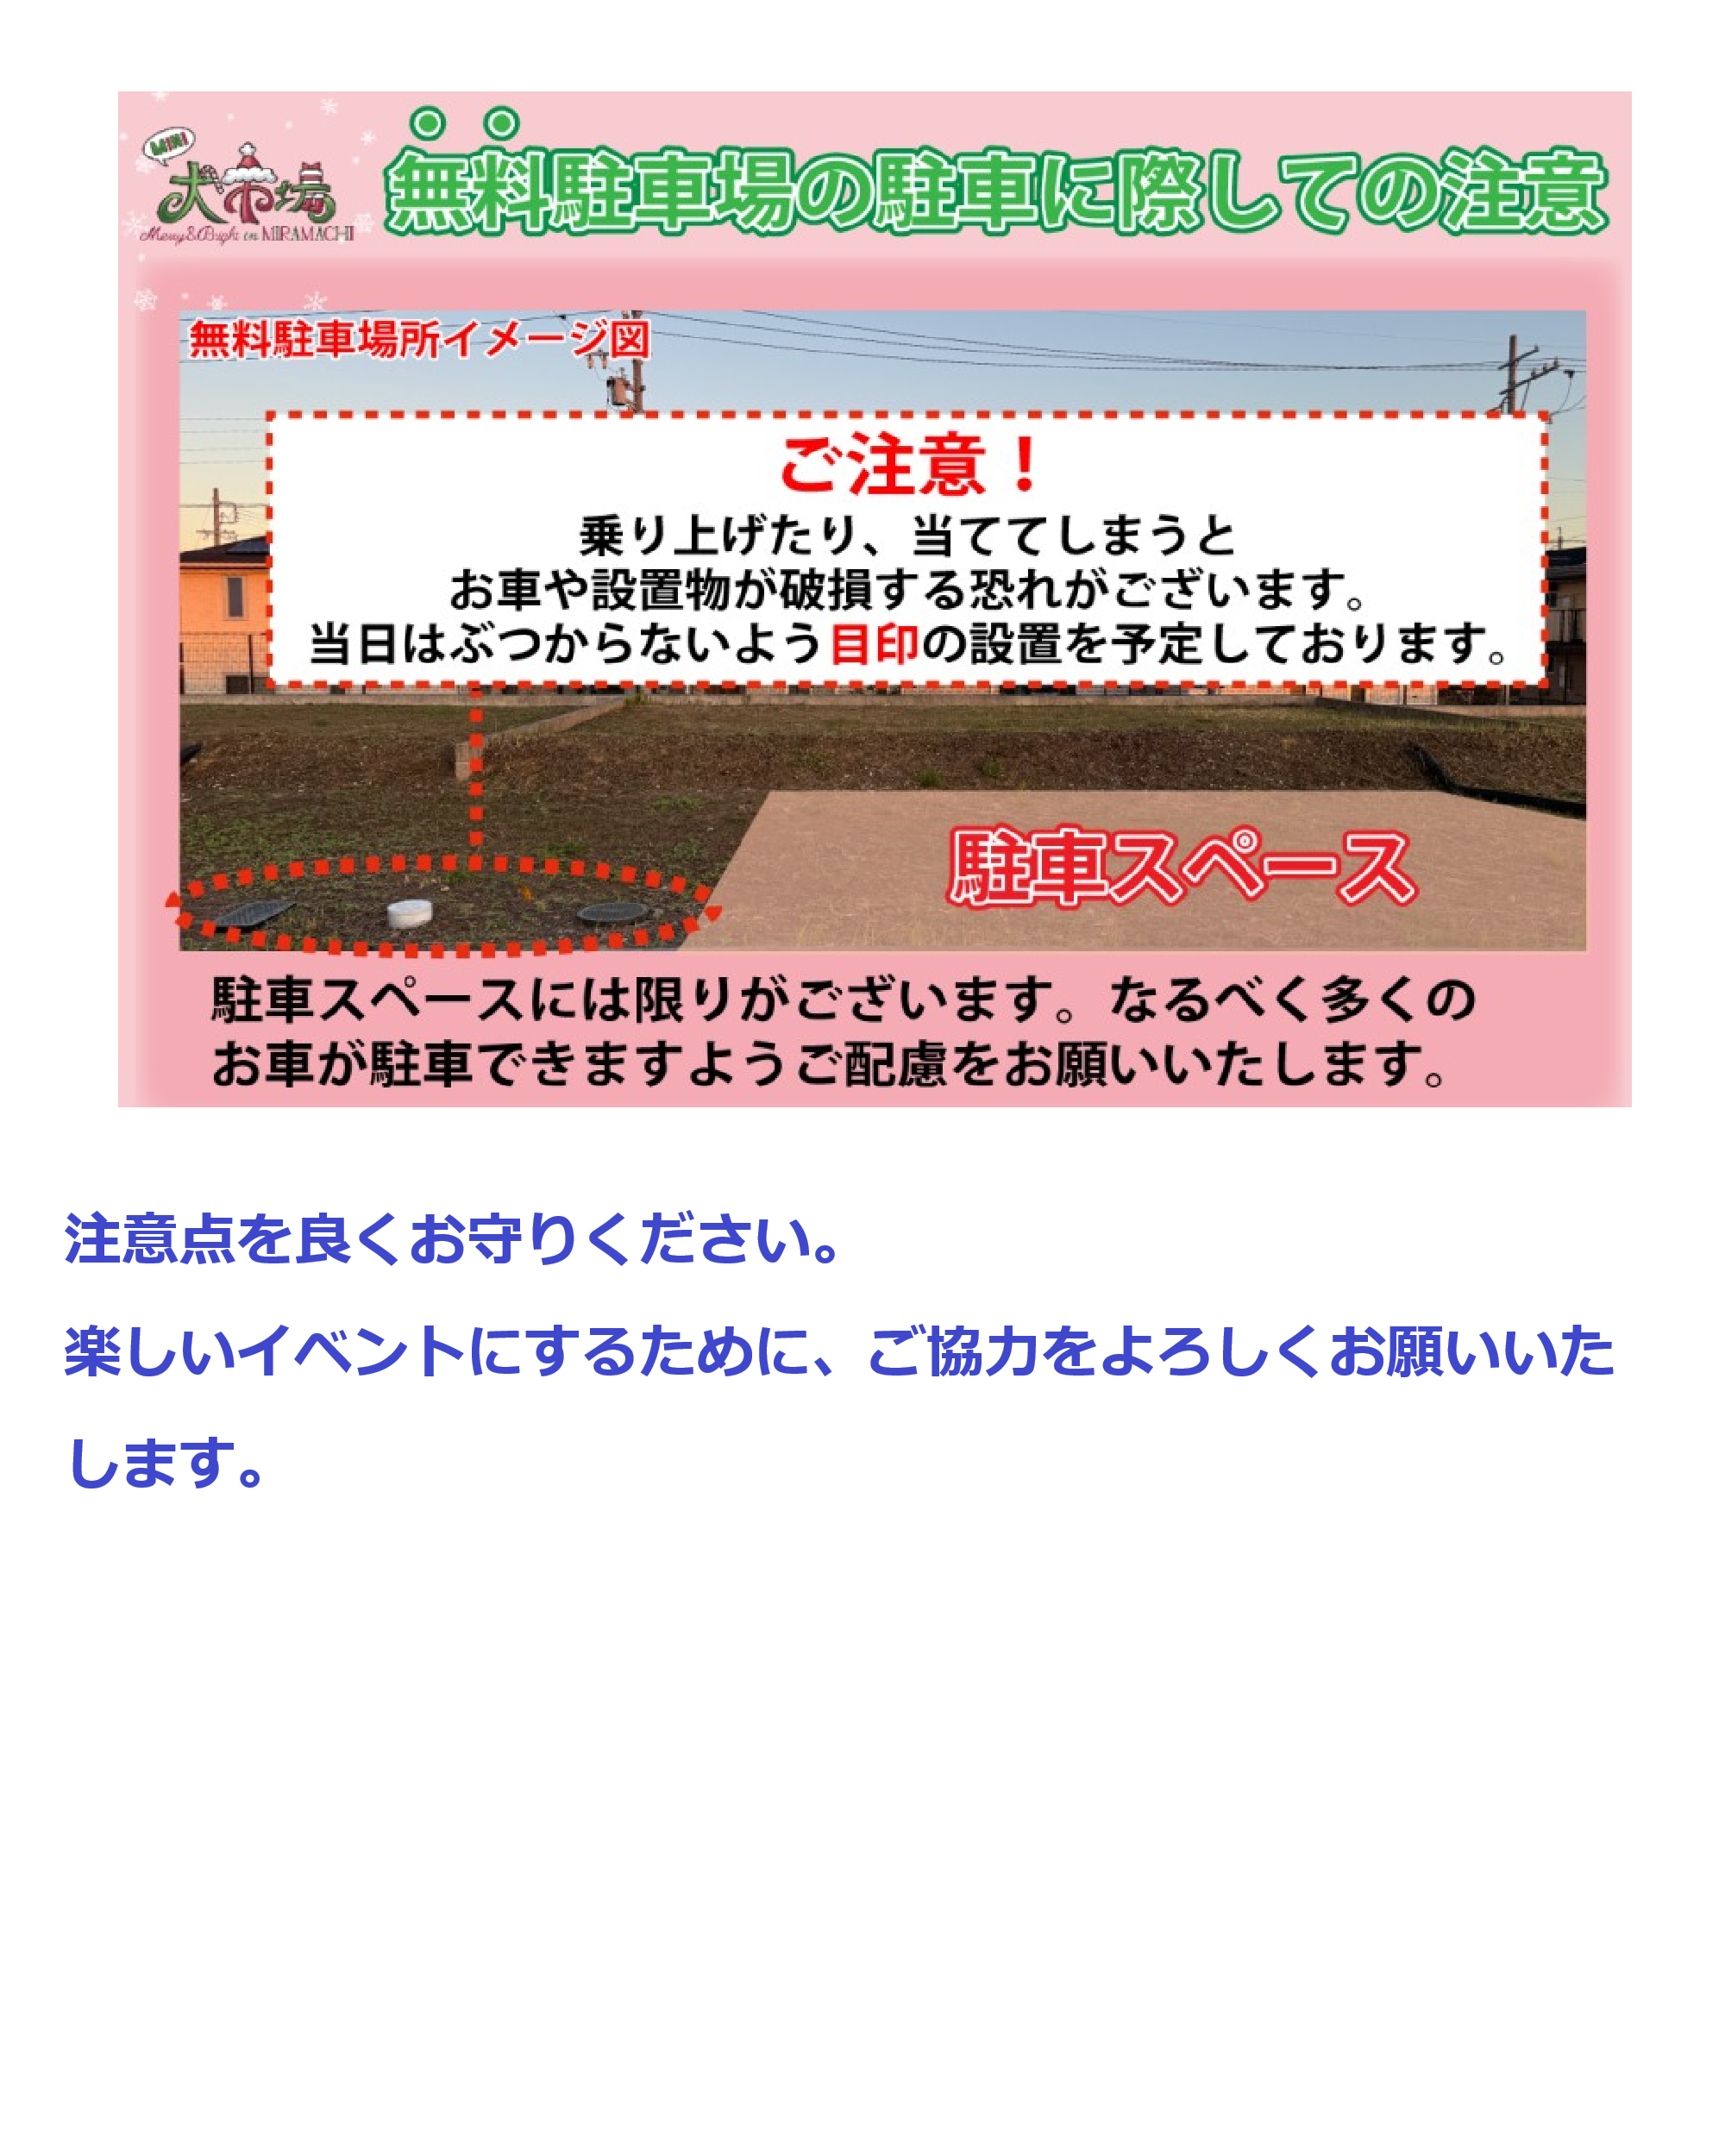 MINI
犬市場
Merry&Bright in MIRAMACHI
無料駐車場の駐車に際しての注意
無料駐車場所イメージ図
ご注意！
乗り上げたり、当ててしまうと
お車や設置物が破損する恐れがございます。
当日はぶつからないよう目印の設置を予定しております。
駐車スペース
駐車スペースには限りがございます。なるべく多くの
お車が駐車できますようご配慮をお願いいたします。
注意点を良くお守りください。
楽しいイベントにするために、ご協力をよろしくお願いいた
します。